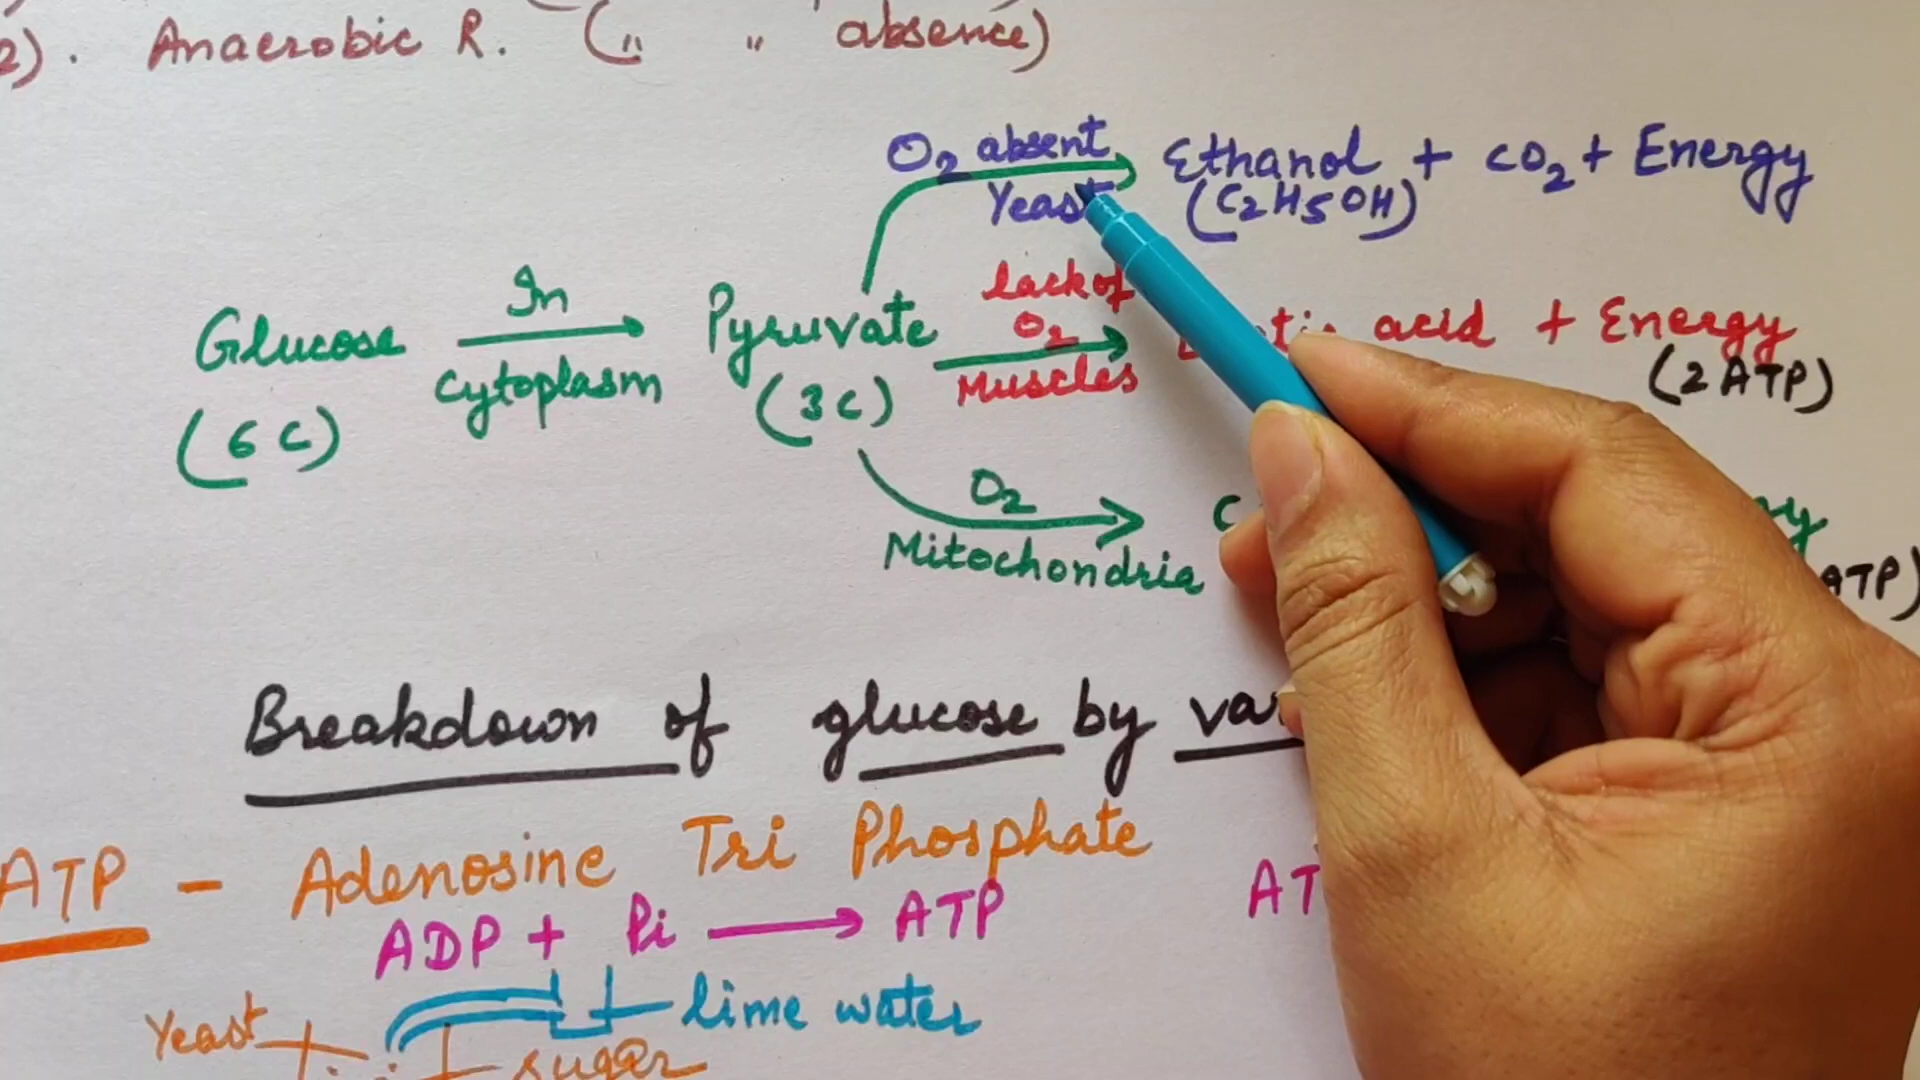 2). Anaerobic R. (" " absence)
O2 absent
Yeast
Ethanol + CO2 + Energy
(C2H5OH)
Glucose
(6C)
In
cytoplasm
Pyruvate
(3C)
lack of
O2
Muscles
acid + Energy
(2 ATP)
O2
Mitochondria
ATP)
Breakdown of glucose by
ATP - Adenosine Tri Phosphate
ADP + Pi → ATP
Yeast
lime water
sugar